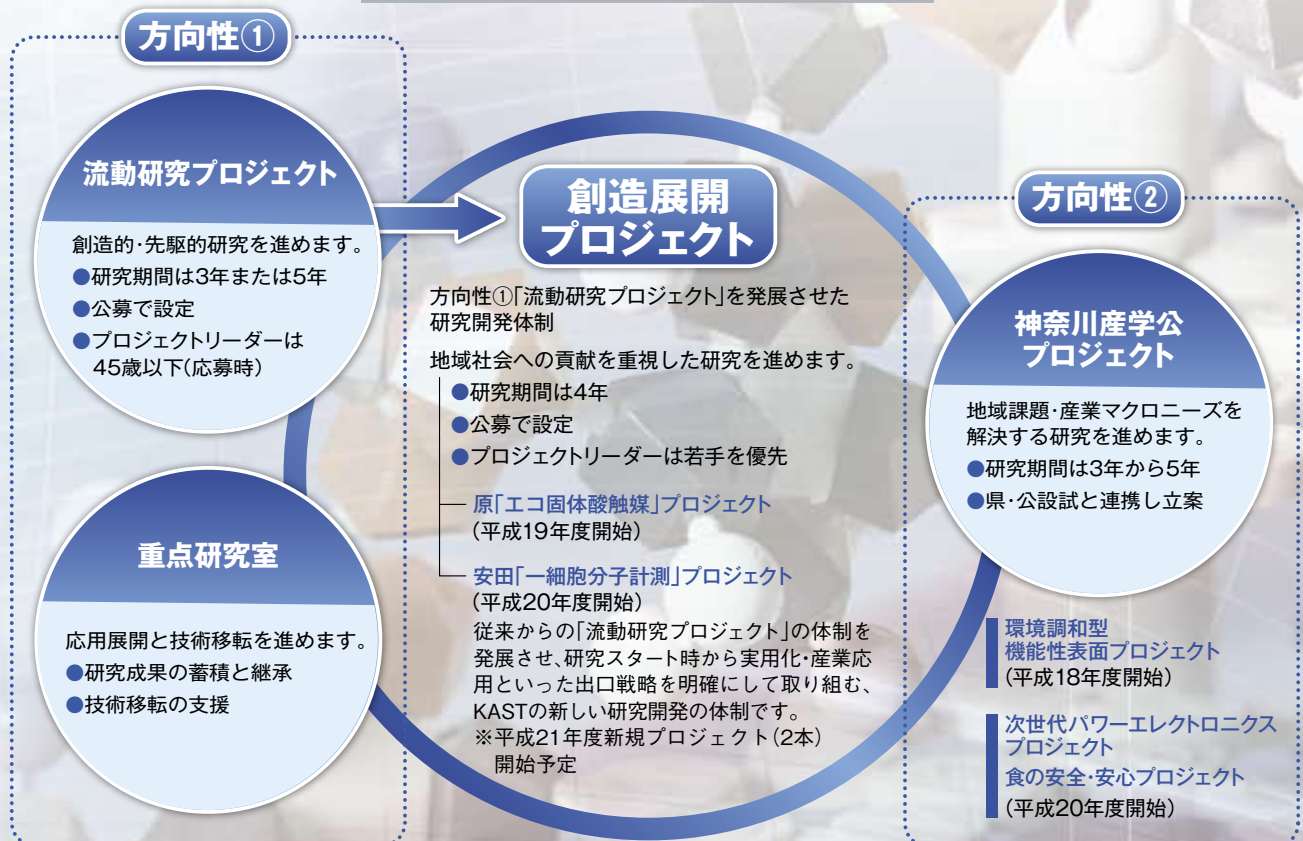 方向性①
流動研究プロジェクト
創造的・先駆的研究を進めます。
●研究期間は3年または5年
●公募で設定
●プロジェクトリーダーは
45歳以下(応募時)
重点研究室
応用展開と技術移転を進めます。
●研究成果の蓄積と継承
●技術移転の支援
創造展開
プロジェクト
方向性①「流動研究プロジェクト」を発展させた
研究開発体制
地域社会への貢献を重視した研究を進めます。
●研究期間は4年
●公募で設定
●プロジェクトリーダーは若手を優先
原「エコ固体酸触媒」プロジェクト
(平成19年度開始)
安田「一細胞分子計測」プロジェクト
(平成20年度開始)
従来からの「流動研究プロジェクト」の体制を
発展させ、研究スタート時から実用化・産業応
用といった出口戦略を明確にして取り組む、
KASTの新しい研究開発の体制です。
※平成21年度新規プロジェクト(2本)
開始予定
方向性②
神奈川産学公
プロジェクト
地域課題・産業マクロニーズを
解決する研究を進めます。
●研究期間は3年から5年
●県・公設試と連携し立案
環境調和型
機能性表面プロジェクト
(平成18年度開始)
次世代パワーエレクトロニクス
プロジェクト
食の安全・安心プロジェクト
(平成20年度開始)